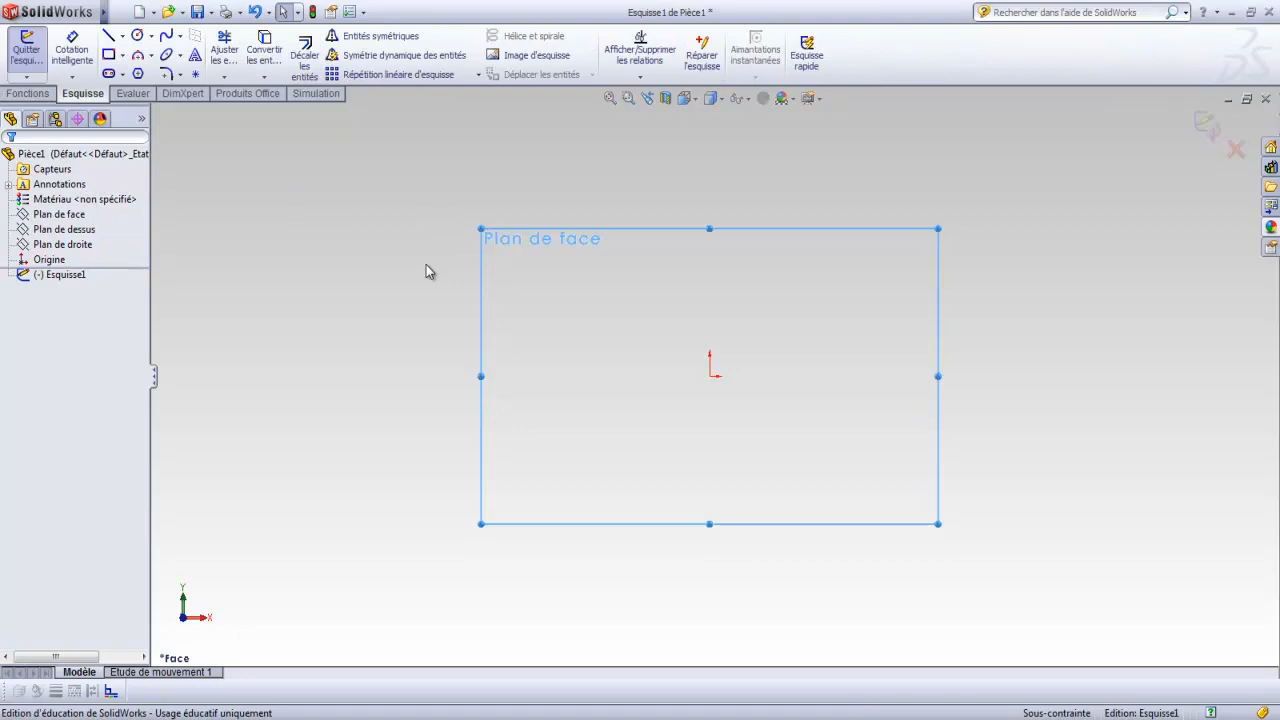 SolidWorks
Esquisse1 de Pièce1 *
Rechercher dans l'aide de SolidWorks
Quitter l'esqui...
Cotation intelligente
Ajuster les e...
Convertir les ent...
Décaler les entités
Entités symétriques
Symétrie dynamique des entités
Répétition linéaire d'esquisse
Hélice et spirale
Image d'esquisse
Déplacer les entités
Afficher/Supprimer les relations
Réparer l'esquisse
Aimantations instantanées
Esquisse rapide
Fonctions
Esquisse
Evaluer
DimXpert
Produits Office
Simulation
Pièce1 (Défaut<<Défaut>_Etat
Capteurs
Annotations
Matériau <non spécifié>
Plan de face
Plan de dessus
Plan de droite
Origine
(-) Esquisse1
Plan de face
Y
X
*Face
Modèle
Etude de mouvement 1
Edition d'éducation de SolidWorks - Usage éducatif uniquement
Sous-contrainte
Edition: Esquisse1